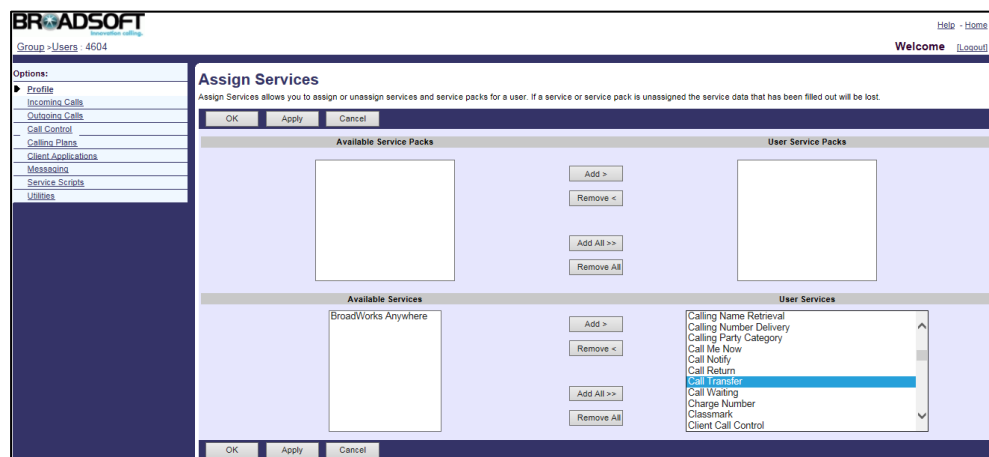 BROADSOFT
innovation calling.
Help - Home
Group >Users : 4604
Welcome [Logout]
Options:
Profile
Incoming Calls
Outgoing Calls
Call Control
Calling Plans
Client Applications
Messaging
Service Scripts
Utilities
Assign Services
Assign Services allows you to assign or unassign services and service packs for a user. If a service or service pack is unassigned the service data that has been filled out will be lost.
OK Apply Cancel
Available Service Packs User Service Packs
Add >
Remove <
Add All >>
Remove All
Available Services User Services
BroadWorks Anywhere
Add >
Remove <
Add All >>
Remove All
Calling Name Retrieval
Calling Number Delivery
Calling Party Category
Call Me Now
Call Notify
Call Return
Call Transfer
Call Waiting
Charge Number
Classmark
Client Call Control
OK Apply Cancel